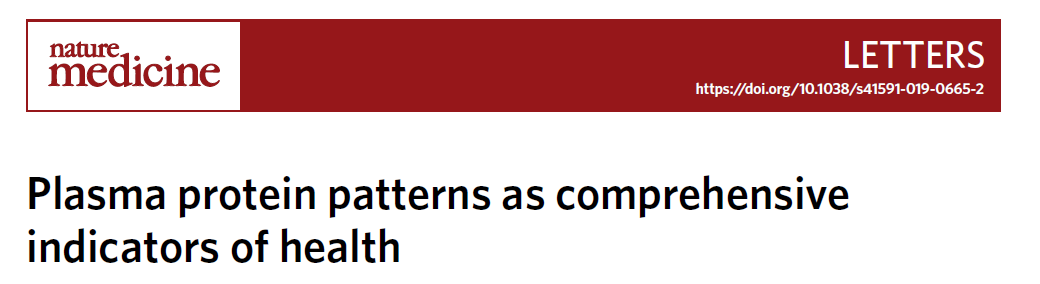 nature
medicine
LETTERS
https://doi.org/10.1038/s41591-019-0665-2
Plasma protein patterns as comprehensive
indicators of health